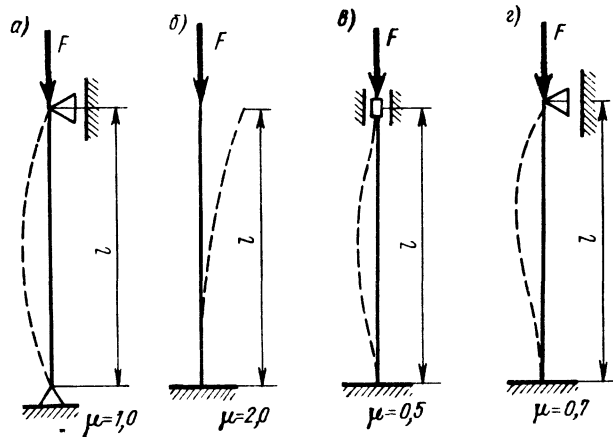 а) б) в) г)
F F F F
l l l l
μ=1,0 μ=2,0 μ=0,5 μ=0,7